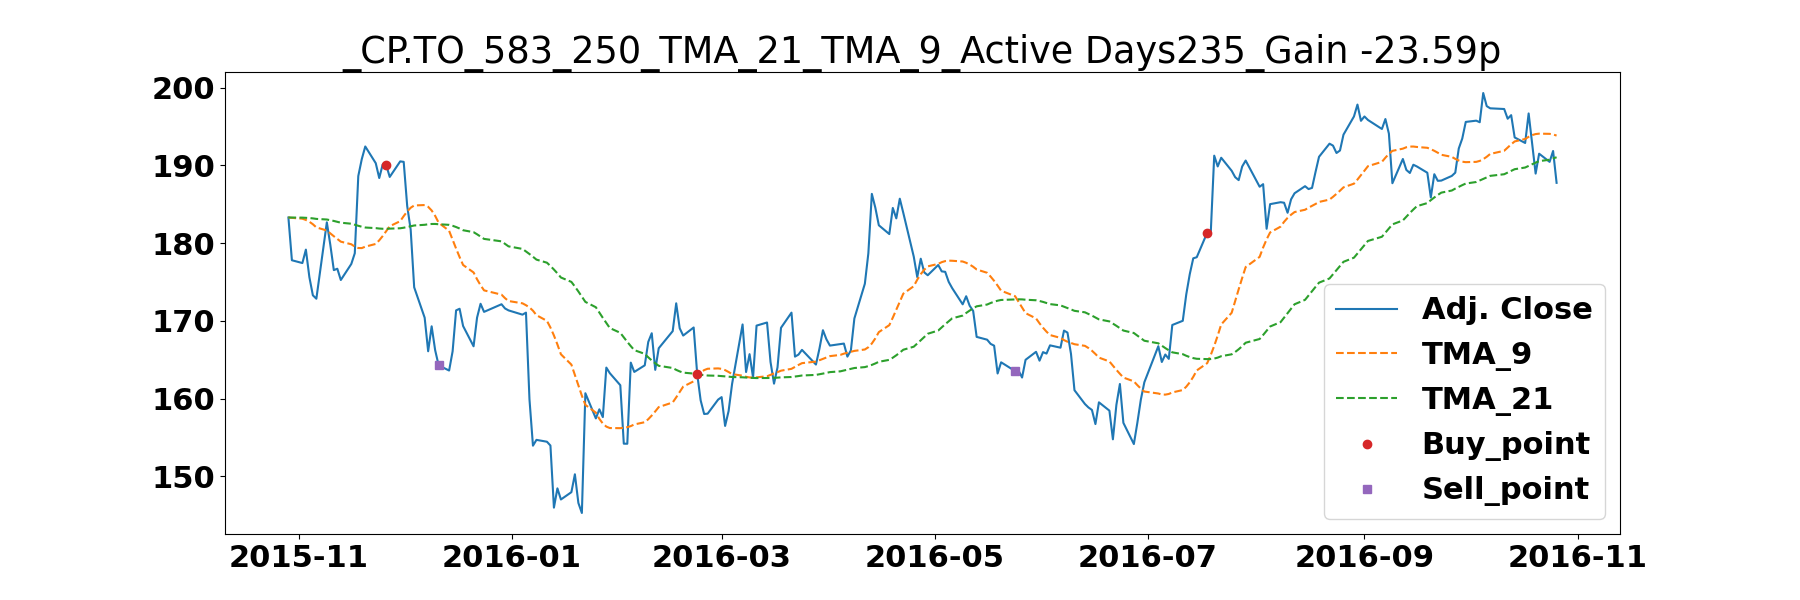 _CP.TO_583_250_TMA_21_TMA_9_Active Days235_Gain -23.59p
200
190
180
170
160
150
Adj. Close
TMA_9
TMA_21
Buy_point
Sell_point
2015-11 2016-01 2016-03 2016-05 2016-07 2016-09 2016-11